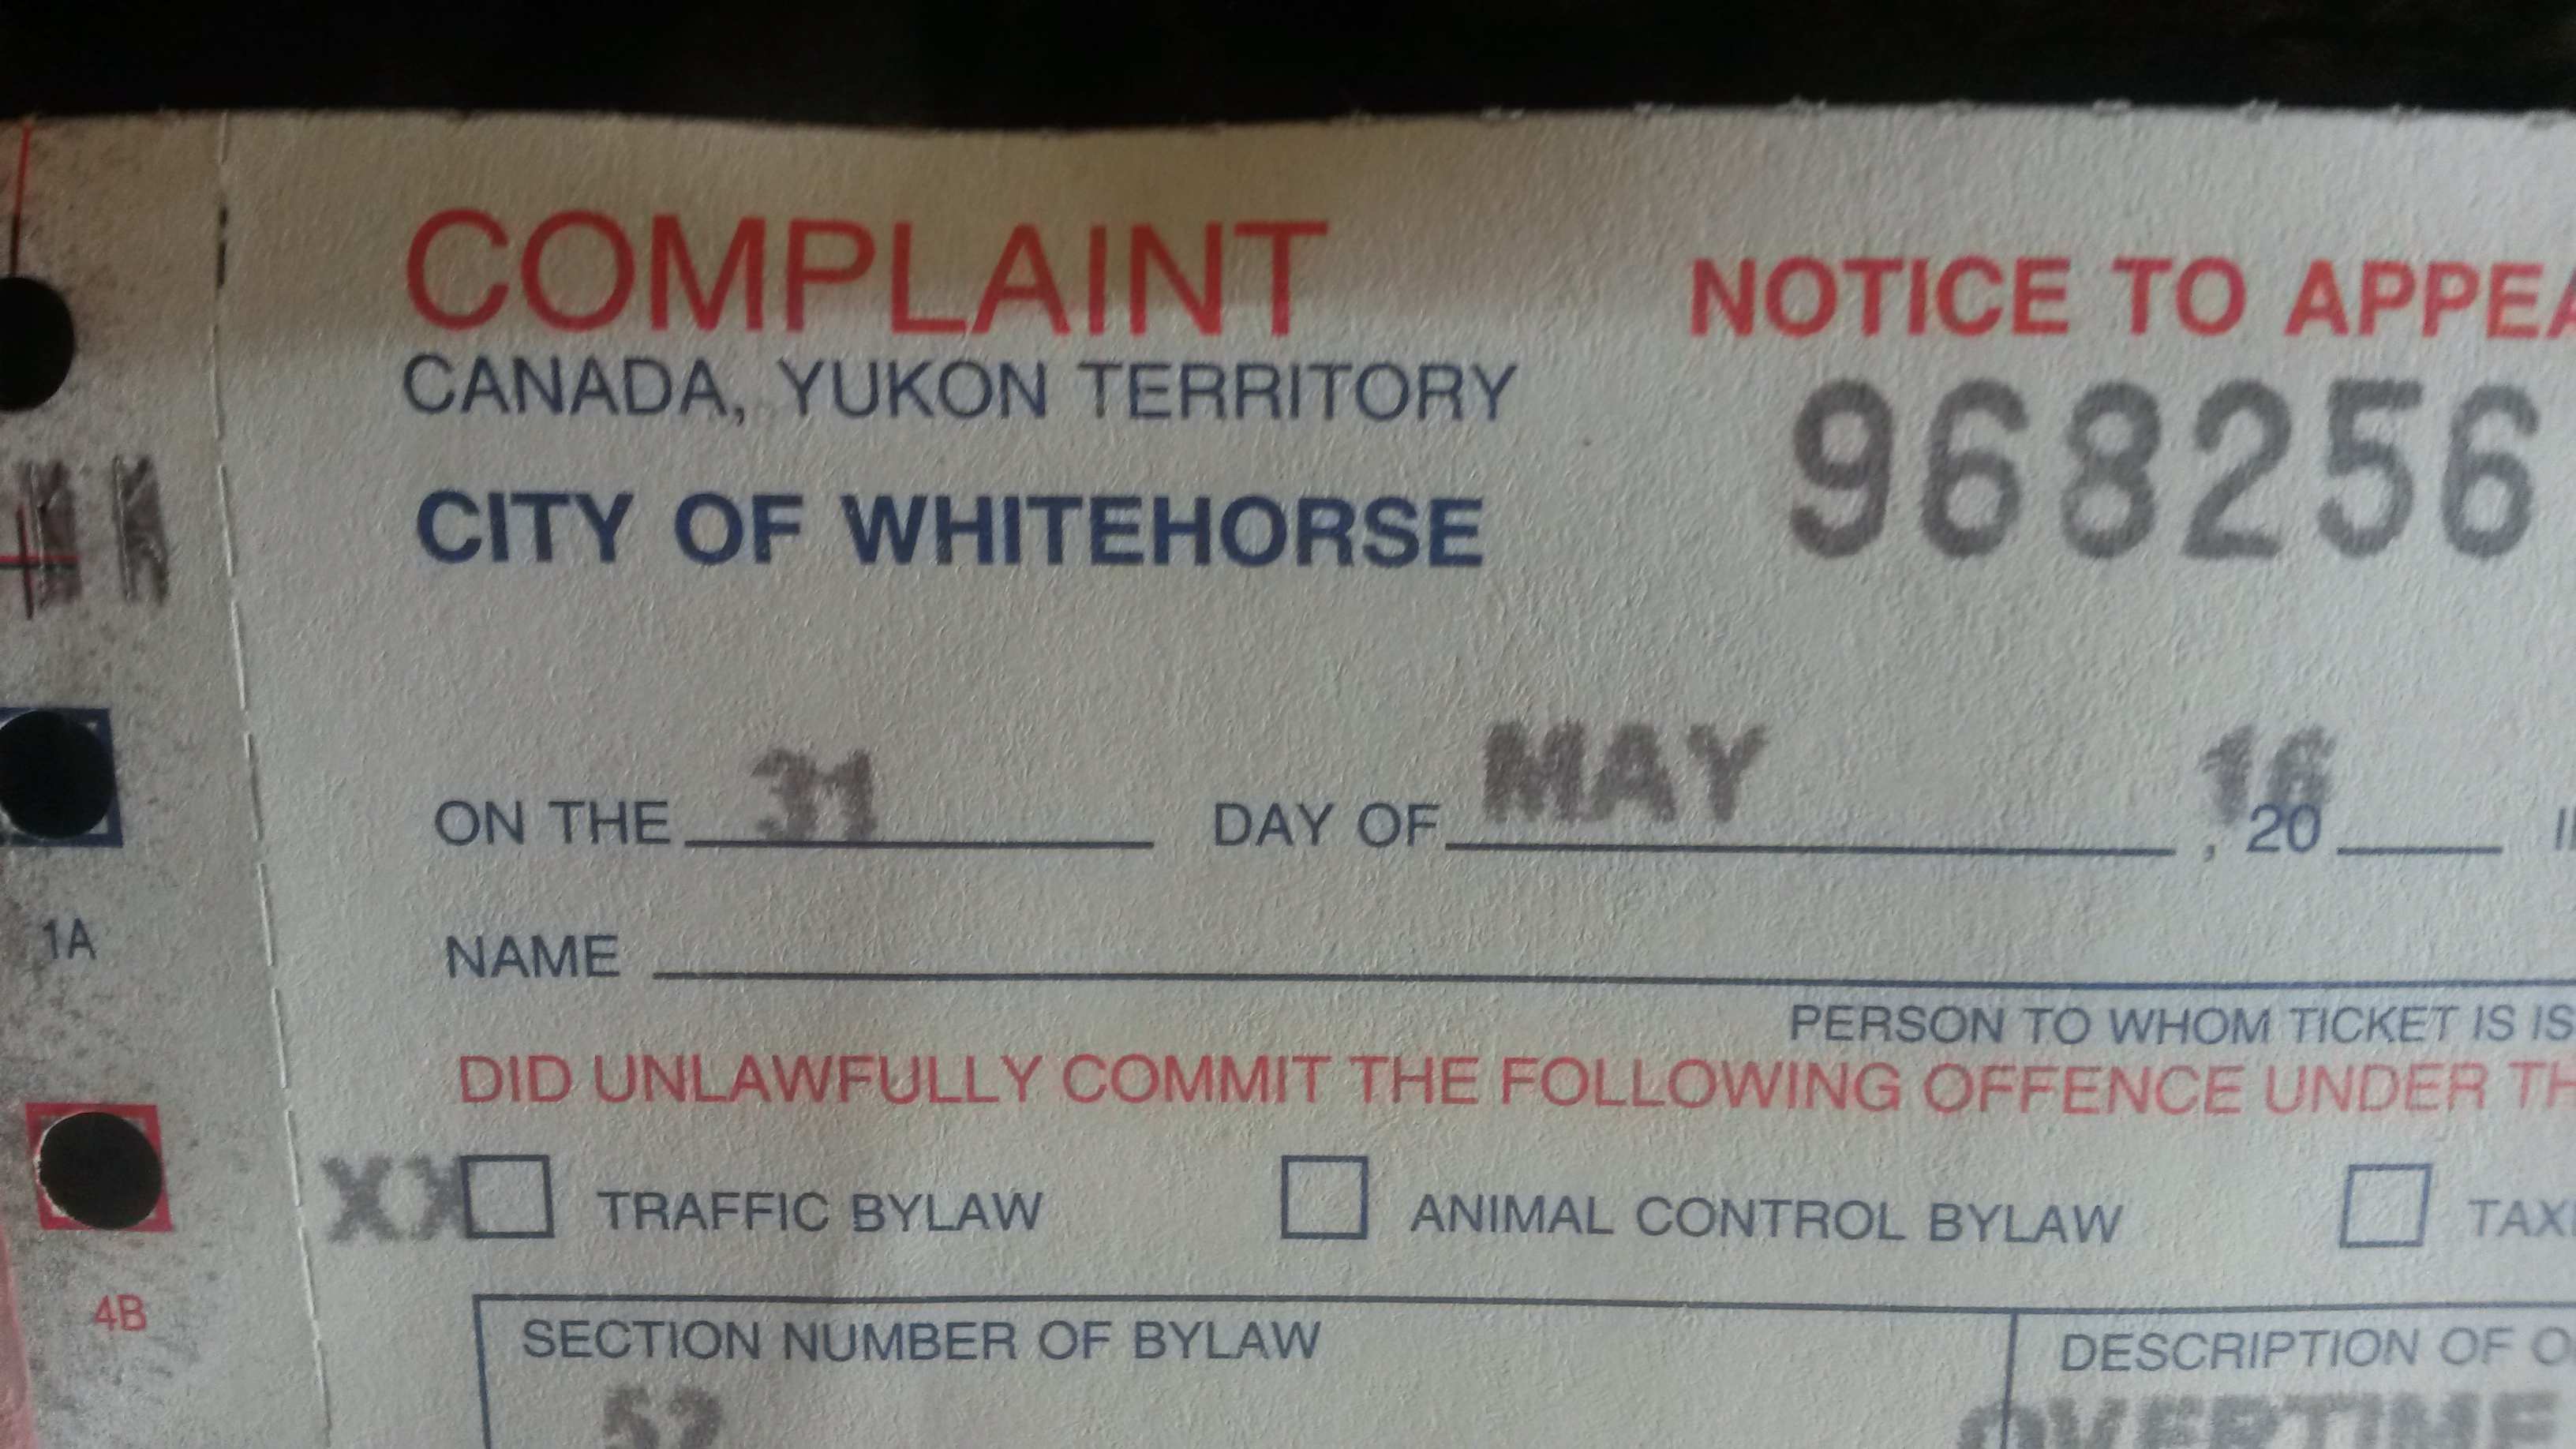 COMPLAINT
NOTICE TO APPEA
CANADA, YUKON TERRITORY
968256
CITY OF WHITEHORSE
ON THE 31 DAY OF MAY 16, 20
NAME
1A
PERSON TO WHOM TICKET IS IS
DID UNLAWFULLY COMMIT THE FOLLOWING OFFENCE UNDER TH
XX TRAFFIC BYLAW ANIMAL CONTROL BYLAW TAX
4B
SECTION NUMBER OF BYLAW
DESCRIPTION OF O
52
OVERTIME